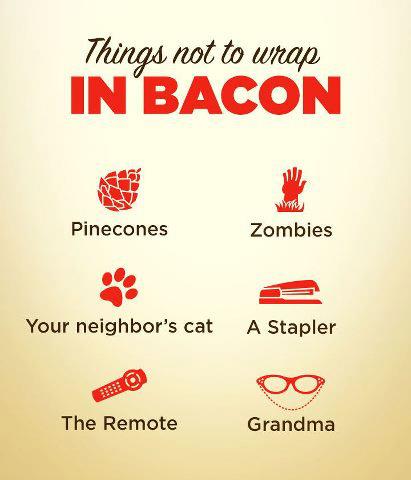 Things not to wrap
IN BACON
Pinecones
Zombies
Your neighbor's cat
A Stapler
The Remote
Grandma